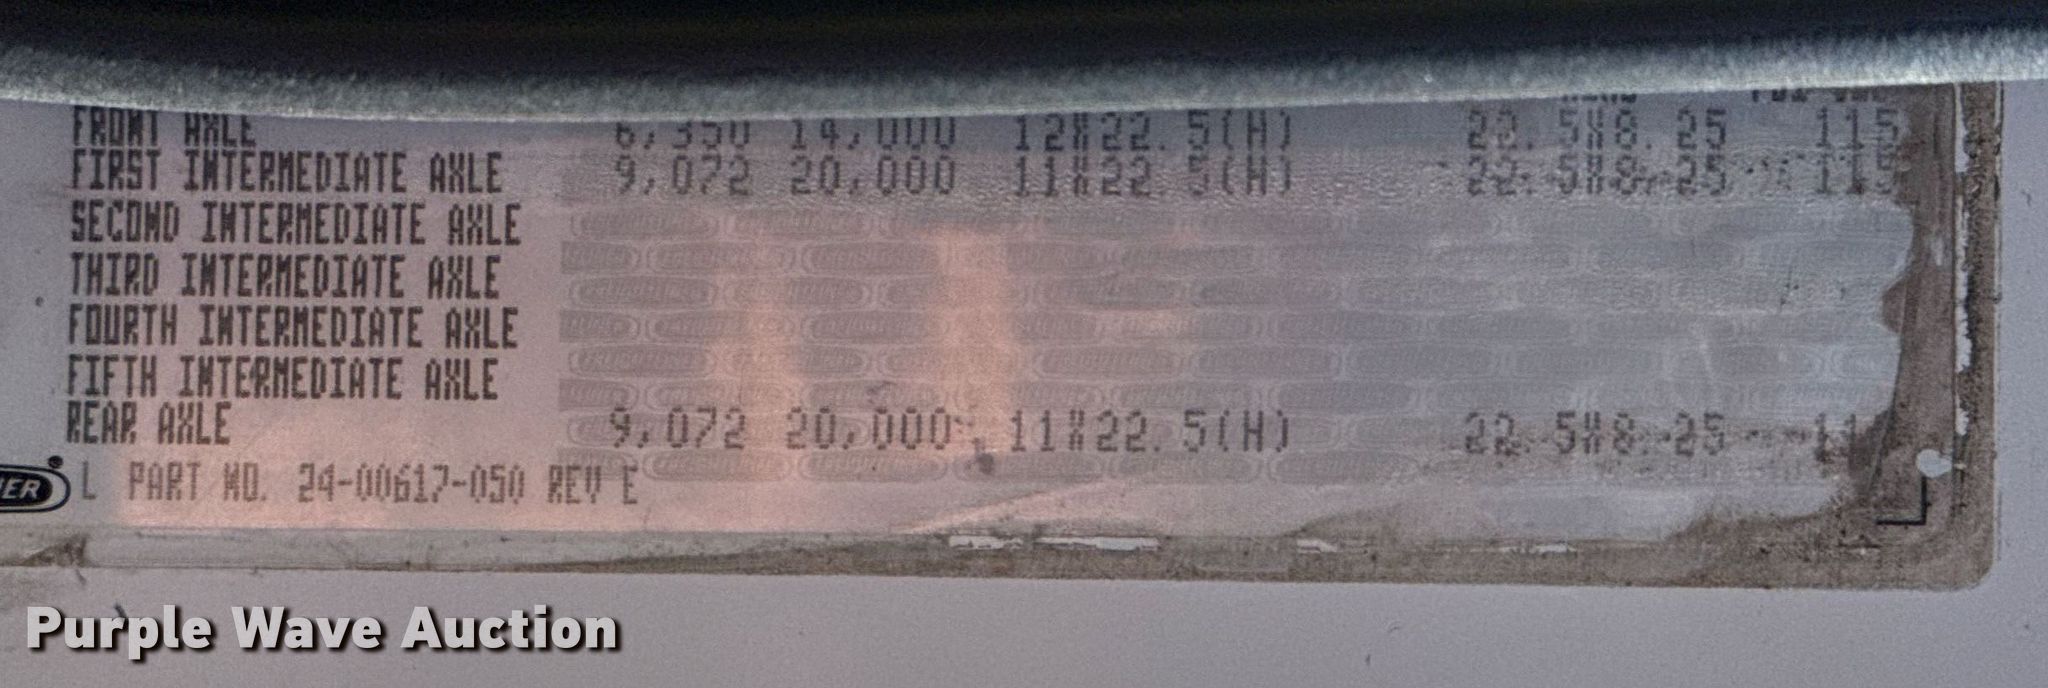 FRONT AXLE 6,350 14,000 12X22.5(H) 22.5X8.25 115
FIRST INTERMEDIATE AXLE 9,072 20,000 11X22.5(H) 22.5X8.25 115
SECOND INTERMEDIATE AXLE
THIRD INTERMEDIATE AXLE
FOURTH INTERMEDIATE AXLE
FIFTH INTERMEDIATE AXLE
REAR AXLE 9,072 20,000 11X22.5(H) 22.5X8.25 11
L PART NO. 24-00617-050 REV E
Purple Wave Auction